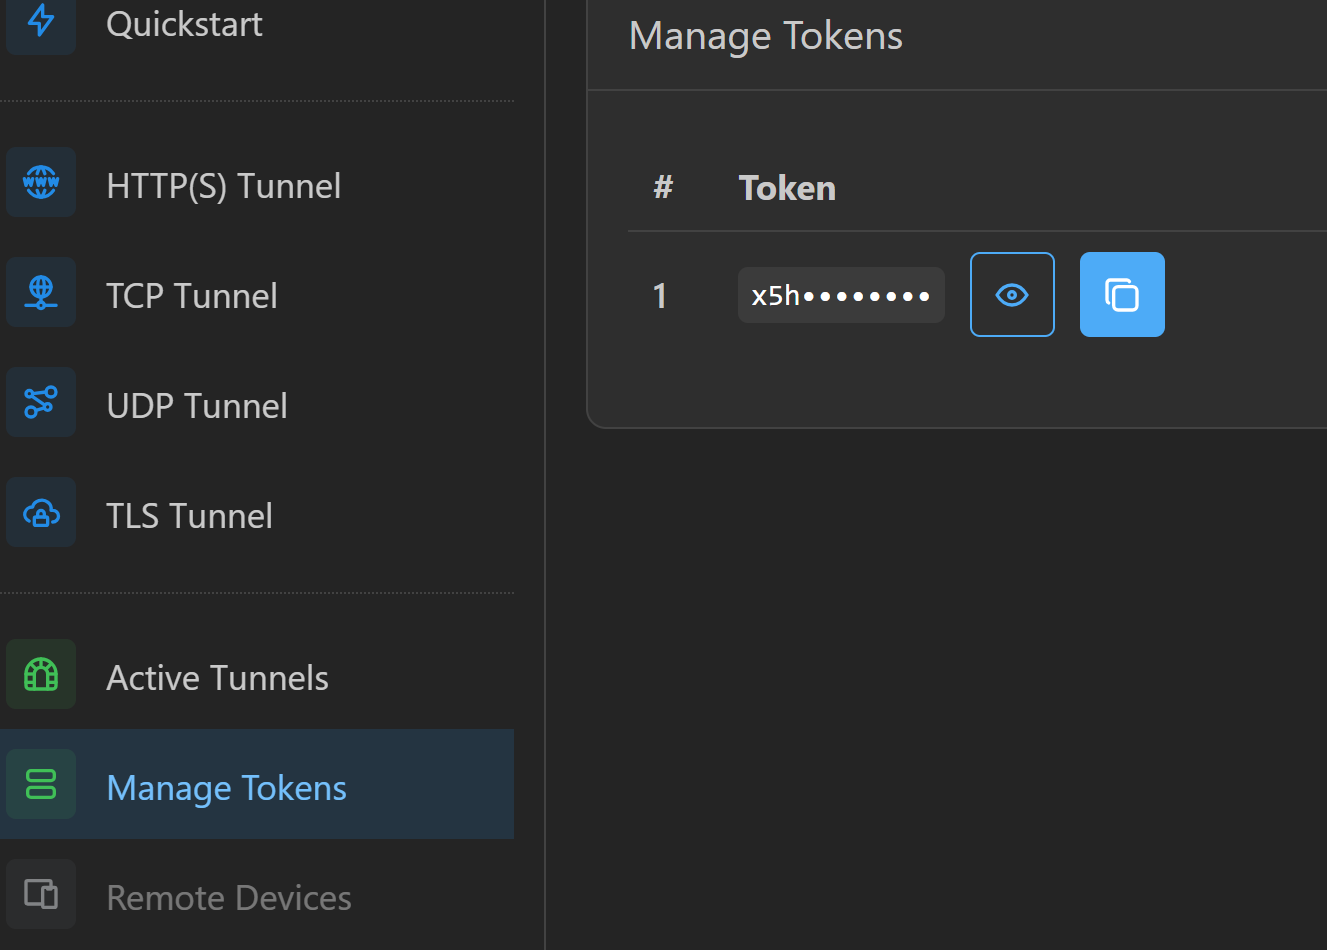 Quickstart
HTTP(S) Tunnel
TCP Tunnel
UDP Tunnel
TLS Tunnel
Active Tunnels
Manage Tokens
Remote Devices
Manage Tokens
# Token
1 x5h••••••••